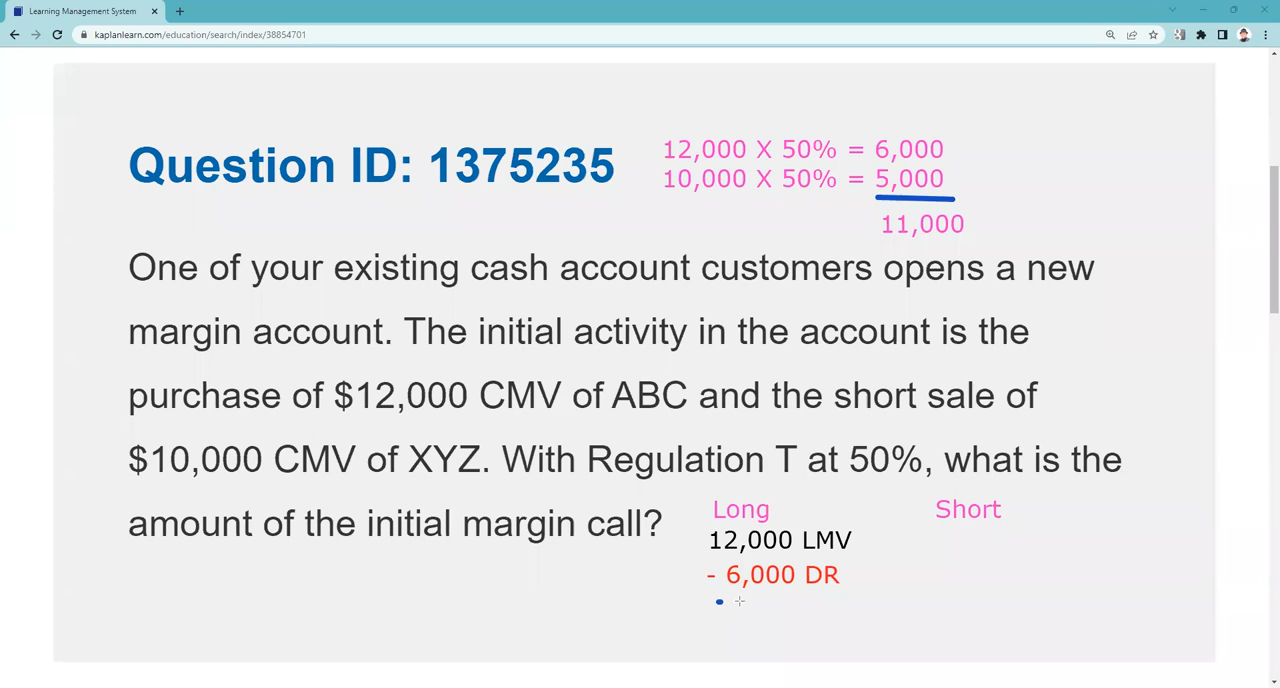 Learning Management System
kaplanlearn.com/education/search/index/38854701
Question ID: 1375235
12,000 X 50% = 6,000
10,000 X 50% = 5,000
11,000
One of your existing cash account customers opens a new
margin account. The initial activity in the account is the
purchase of $12,000 CMV of ABC and the short sale of
$10,000 CMV of XYZ. With Regulation T at 50%, what is the
amount of the initial margin call?
Long
Short
12,000 LMV
- 6,000 DR